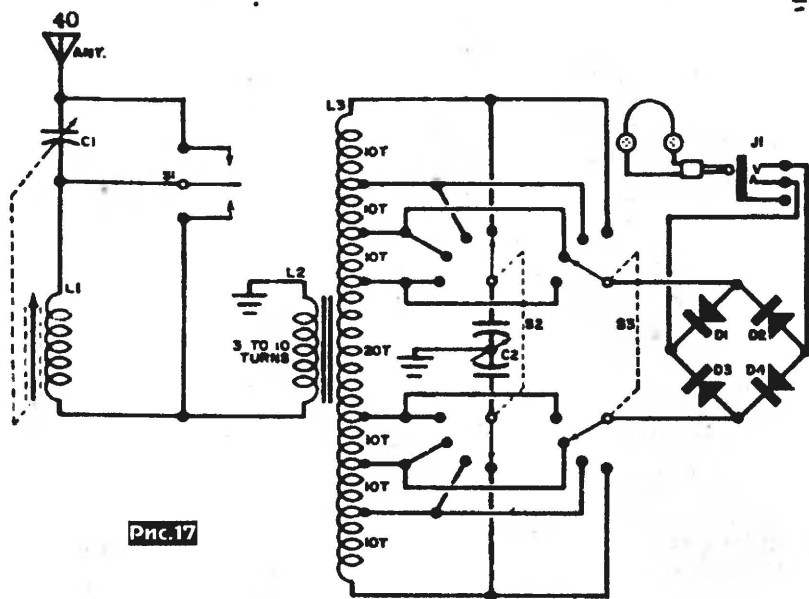 40
ANT.
C1
S1
L1
L2
3 TO 10
TURNS
L3
10T
10T
10T
20T
10T
10T
10T
S2
C2
S3
J1
D1
D2
D3
D4
Рис.17